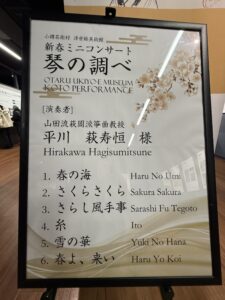 小樽芸術村 浮世絵美術館
新春ミニコンサート
琴の調べ
OTARU UKIYO-E MUSEUM
KOTO PERFORMANCE
[演奏者]
山田流萩岡派箏曲教授
平川 萩寿恒 様
Hirakawa Hagisumitsune
1. 春の海 Haru No Umi
2. さくらさくら Sakura Sakura
3. さらし風手事 Sarashi Fu Tegoto
4. 糸 Ito
5. 雪の華 Yuki No Hana
6. 春よ、来い Haru Yo Koi